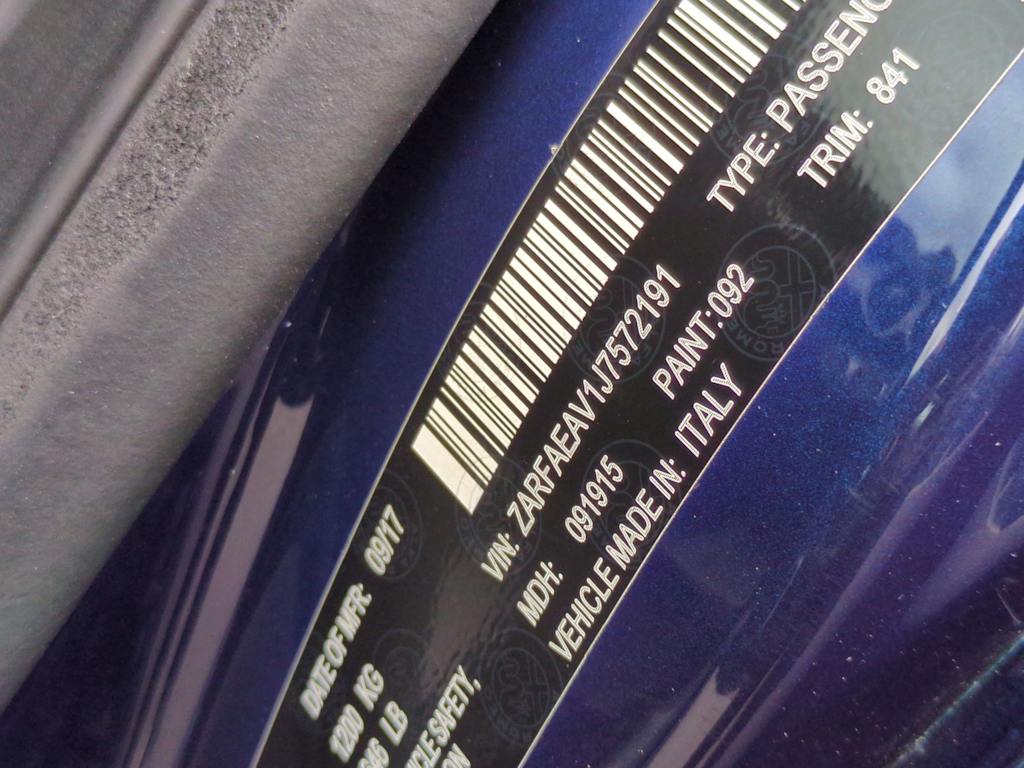 DATE OF MFR: 09/17
1200 KG
LB
SAFETY,
VIN: ZARFAEAV1J7572191
TYPE:
MDH: 091915
PAINT:092
TRIM: 841
VEHICLE MADE IN: ITALY